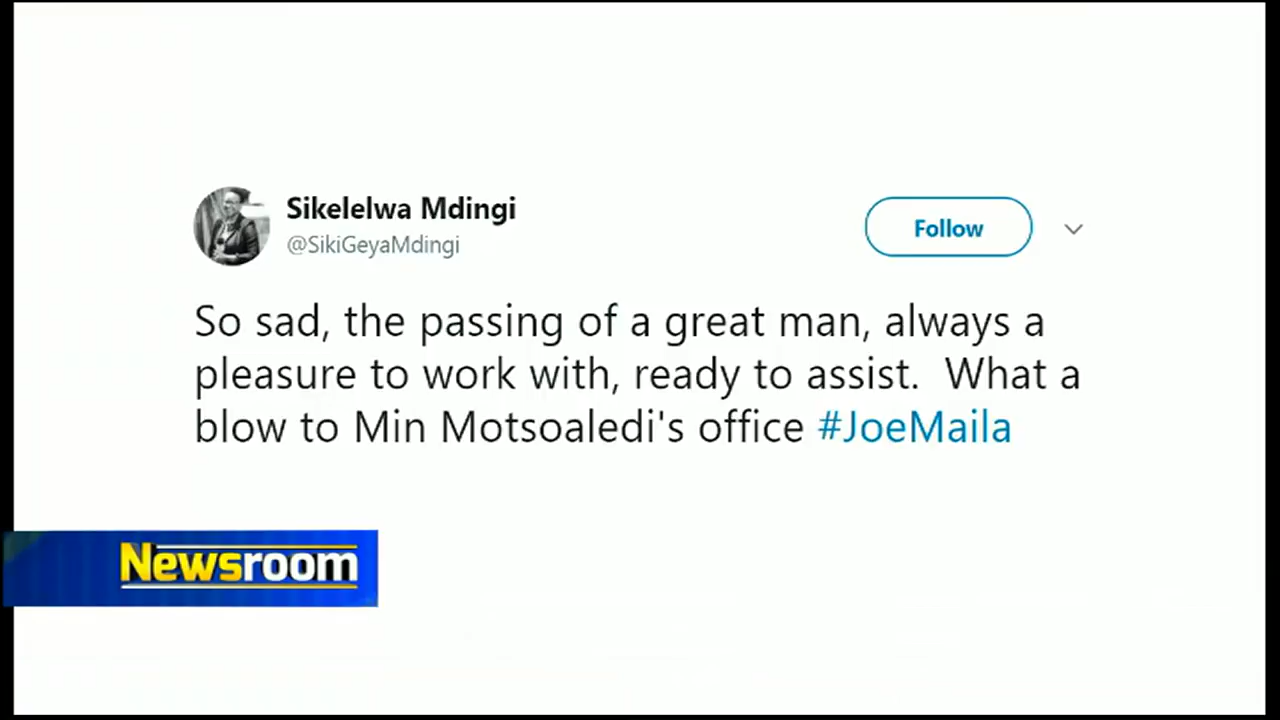 Sikelelwa Mdingi
@SikiGeyaMdingi
Follow
So sad, the passing of a great man, always a
pleasure to work with, ready to assist.  What a
blow to Min Motsoaledi's office #JoeMaila
Newsroom